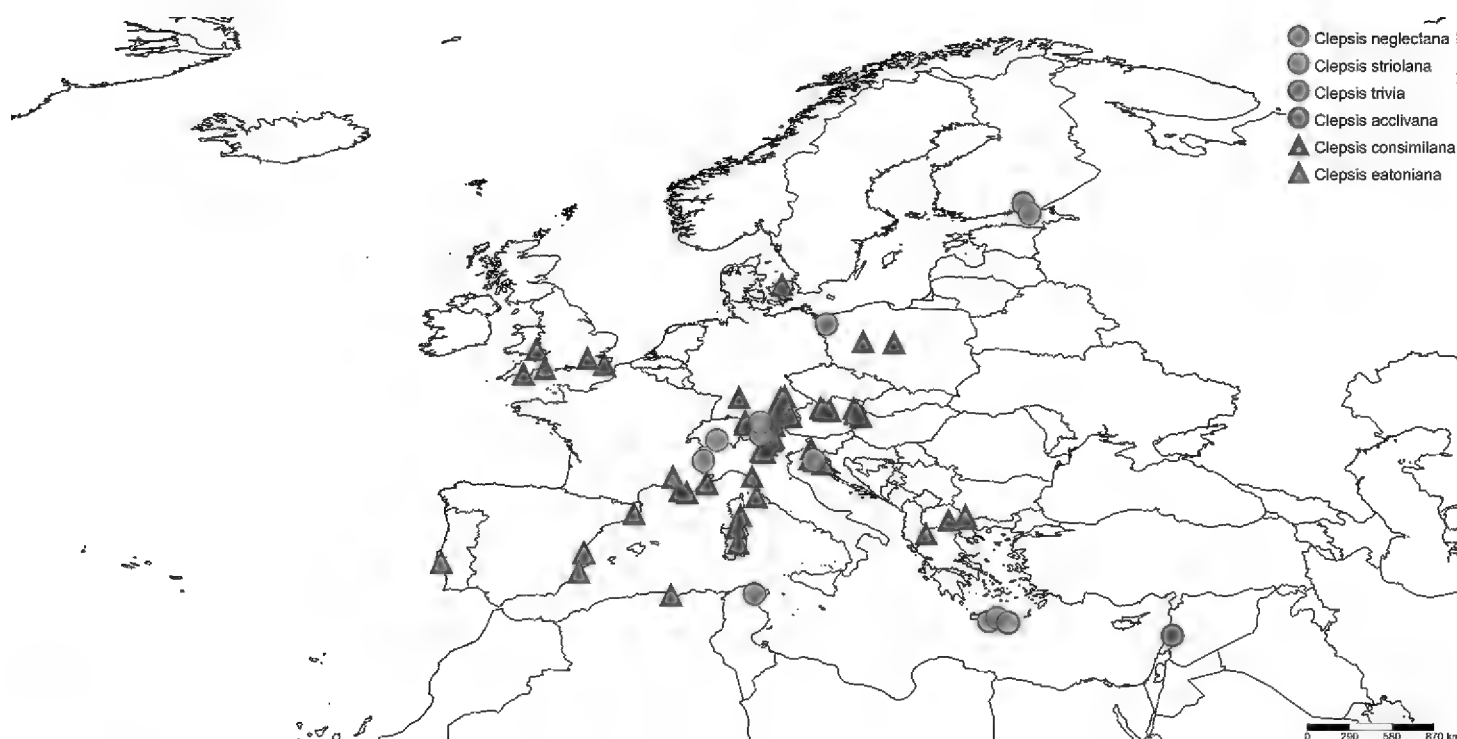 Clepsis neglectana
Clepsis striolana
Clepsis trivia
Clepsis acclivana
Clepsis consimilana
Clepsis eatoniana
0 290 580 870 km